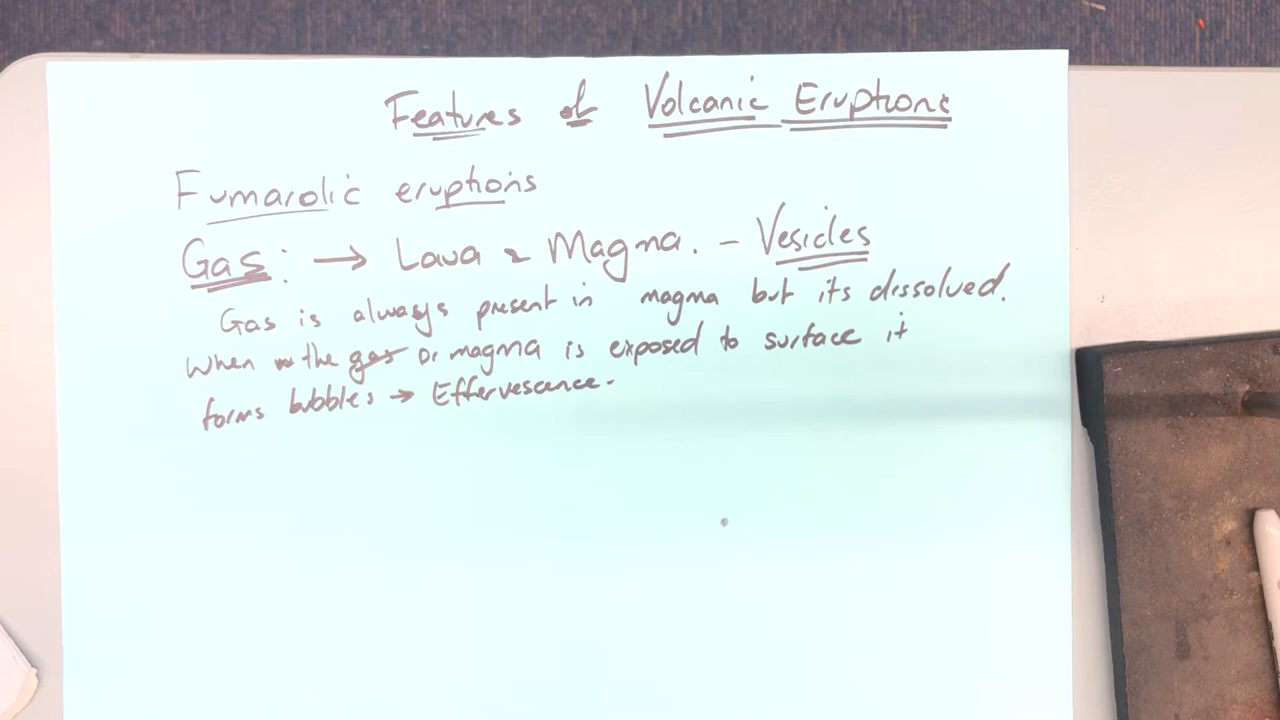 Features of Volcanic Eruptions
Fumarolic eruptions
Gas: → Lava & Magma. - Vesicles
Gas is always present in magma but its dissolved.
When the gas or magma is exposed to surface it
forms bubbles → Effervescence.